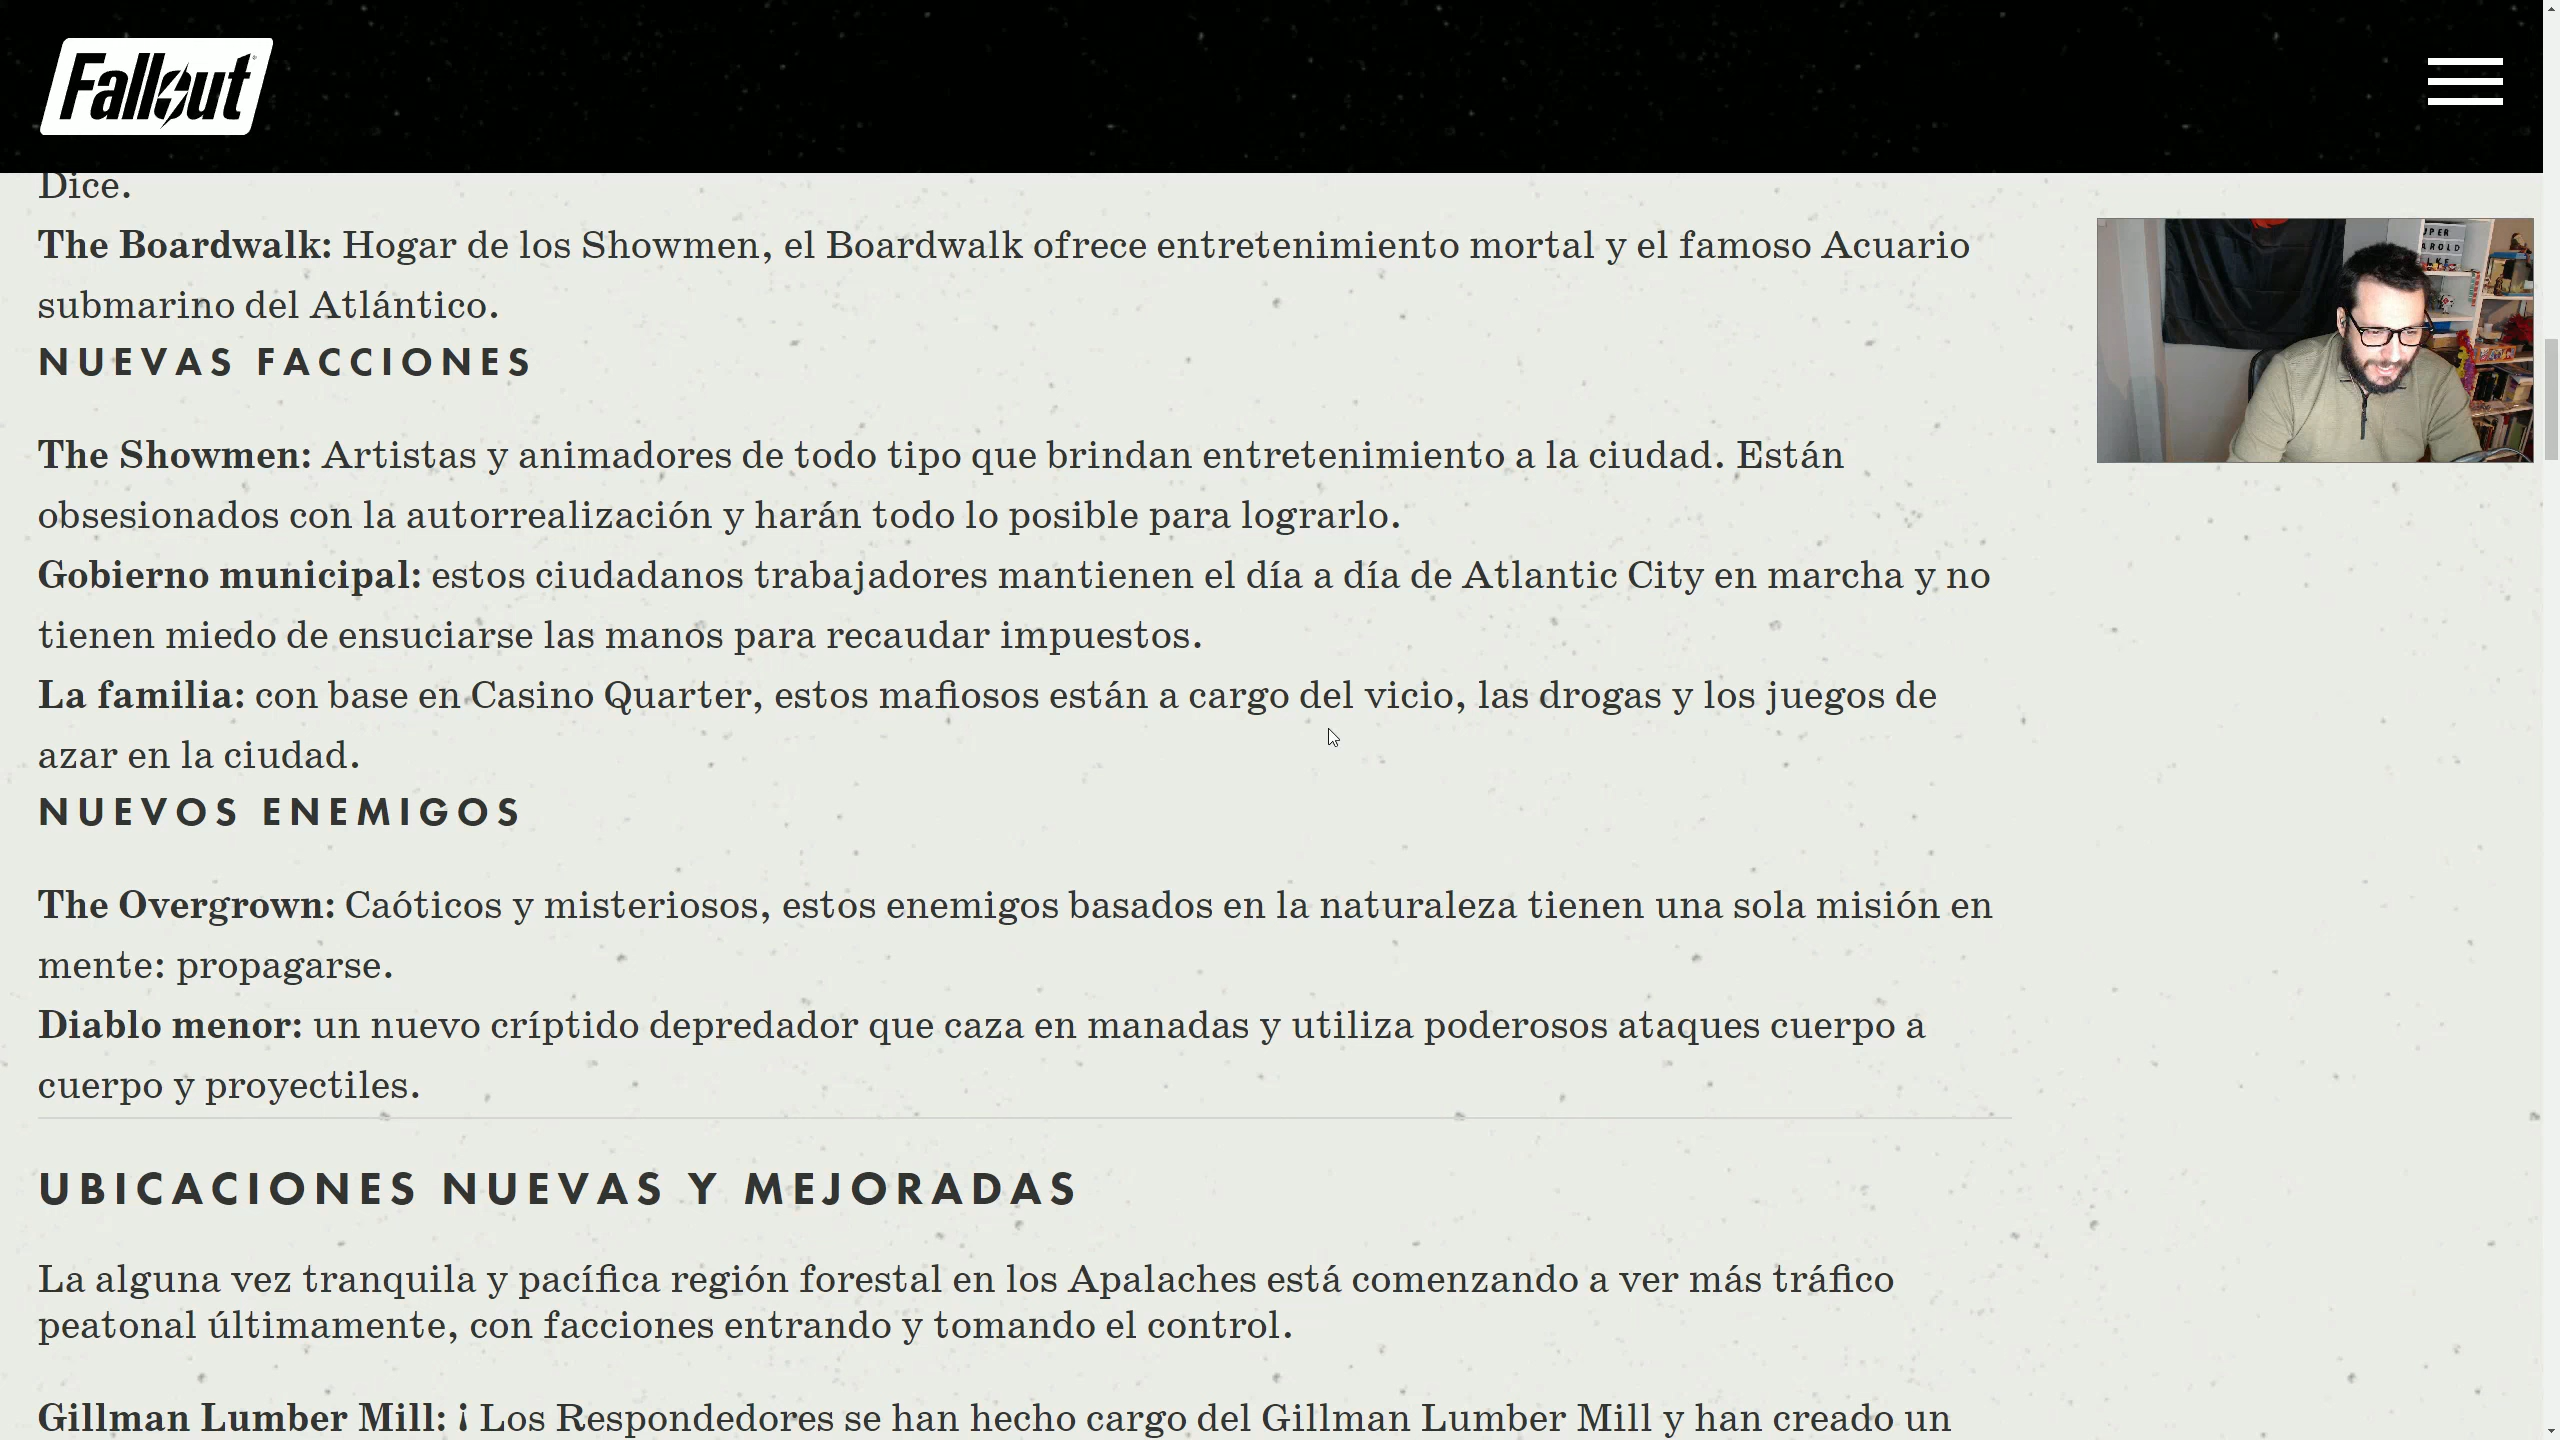 Fallout
Dice.
The Boardwalk: Hogar de los Showmen, el Boardwalk ofrece entretenimiento mortal y el famoso Acuario
submarino del Atlántico.
NUEVAS FACCIONES
The Showmen: Artistas y animadores de todo tipo que brindan entretenimiento a la ciudad. Están
obsesionados con la autorrealización y harán todo lo posible para lograrlo.
Gobierno municipal: estos ciudadanos trabajadores mantienen el día a día de Atlantic City en marcha y no
tienen miedo de ensuciarse las manos para recaudar impuestos.
La familia: con base en Casino Quarter, estos mafiosos están a cargo del vicio, las drogas y los juegos de
azar en la ciudad.
NUEVOS ENEMIGOS
The Overgrown: Caóticos y misteriosos, estos enemigos basados en la naturaleza tienen una sola misión en
mente: propagarse.
Diablo menor: un nuevo críptido depredador que caza en manadas y utiliza poderosos ataques cuerpo a
cuerpo y proyectiles.
UBICACIONES NUEVAS Y MEJORADAS
La alguna vez tranquila y pacífica región forestal en los Apalaches está comenzando a ver más tráfico
peatonal últimamente, con facciones entrando y tomando el control.
Gillman Lumber Mill: ¡ Los Respondedores se han hecho cargo del Gillman Lumber Mill y han creado un